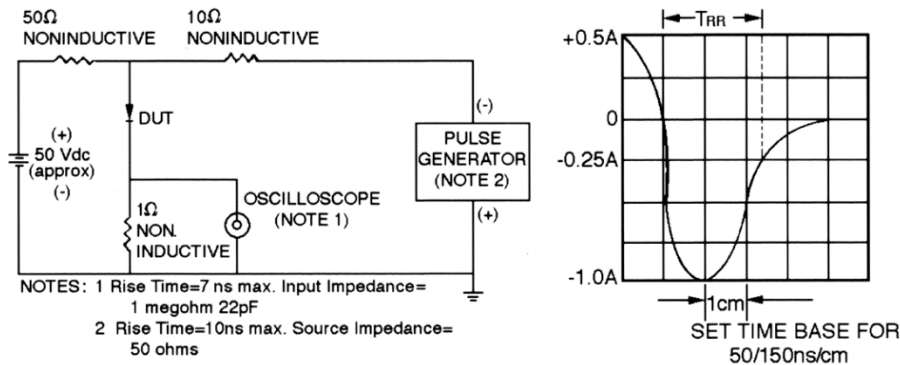 50Ω
NONINDUCTIVE
10Ω
NONINDUCTIVE
DUT
(+)
50 Vdc
(approx)
(-)
1Ω
NON.
INDUCTIVE
OSCILLOSCOPE
(NOTE 1)
(-)
PULSE
GENERATOR
(NOTE 2)
(+)
NOTES: 1 Rise Time=7 ns max. Input Impedance=
1 megohm 22pF
2 Rise Time=10ns max. Source Impedance=
50 ohms
TRR
+0.5A
0
-0.25A
-1.0A
1cm
SET TIME BASE FOR
50/150ns/cm